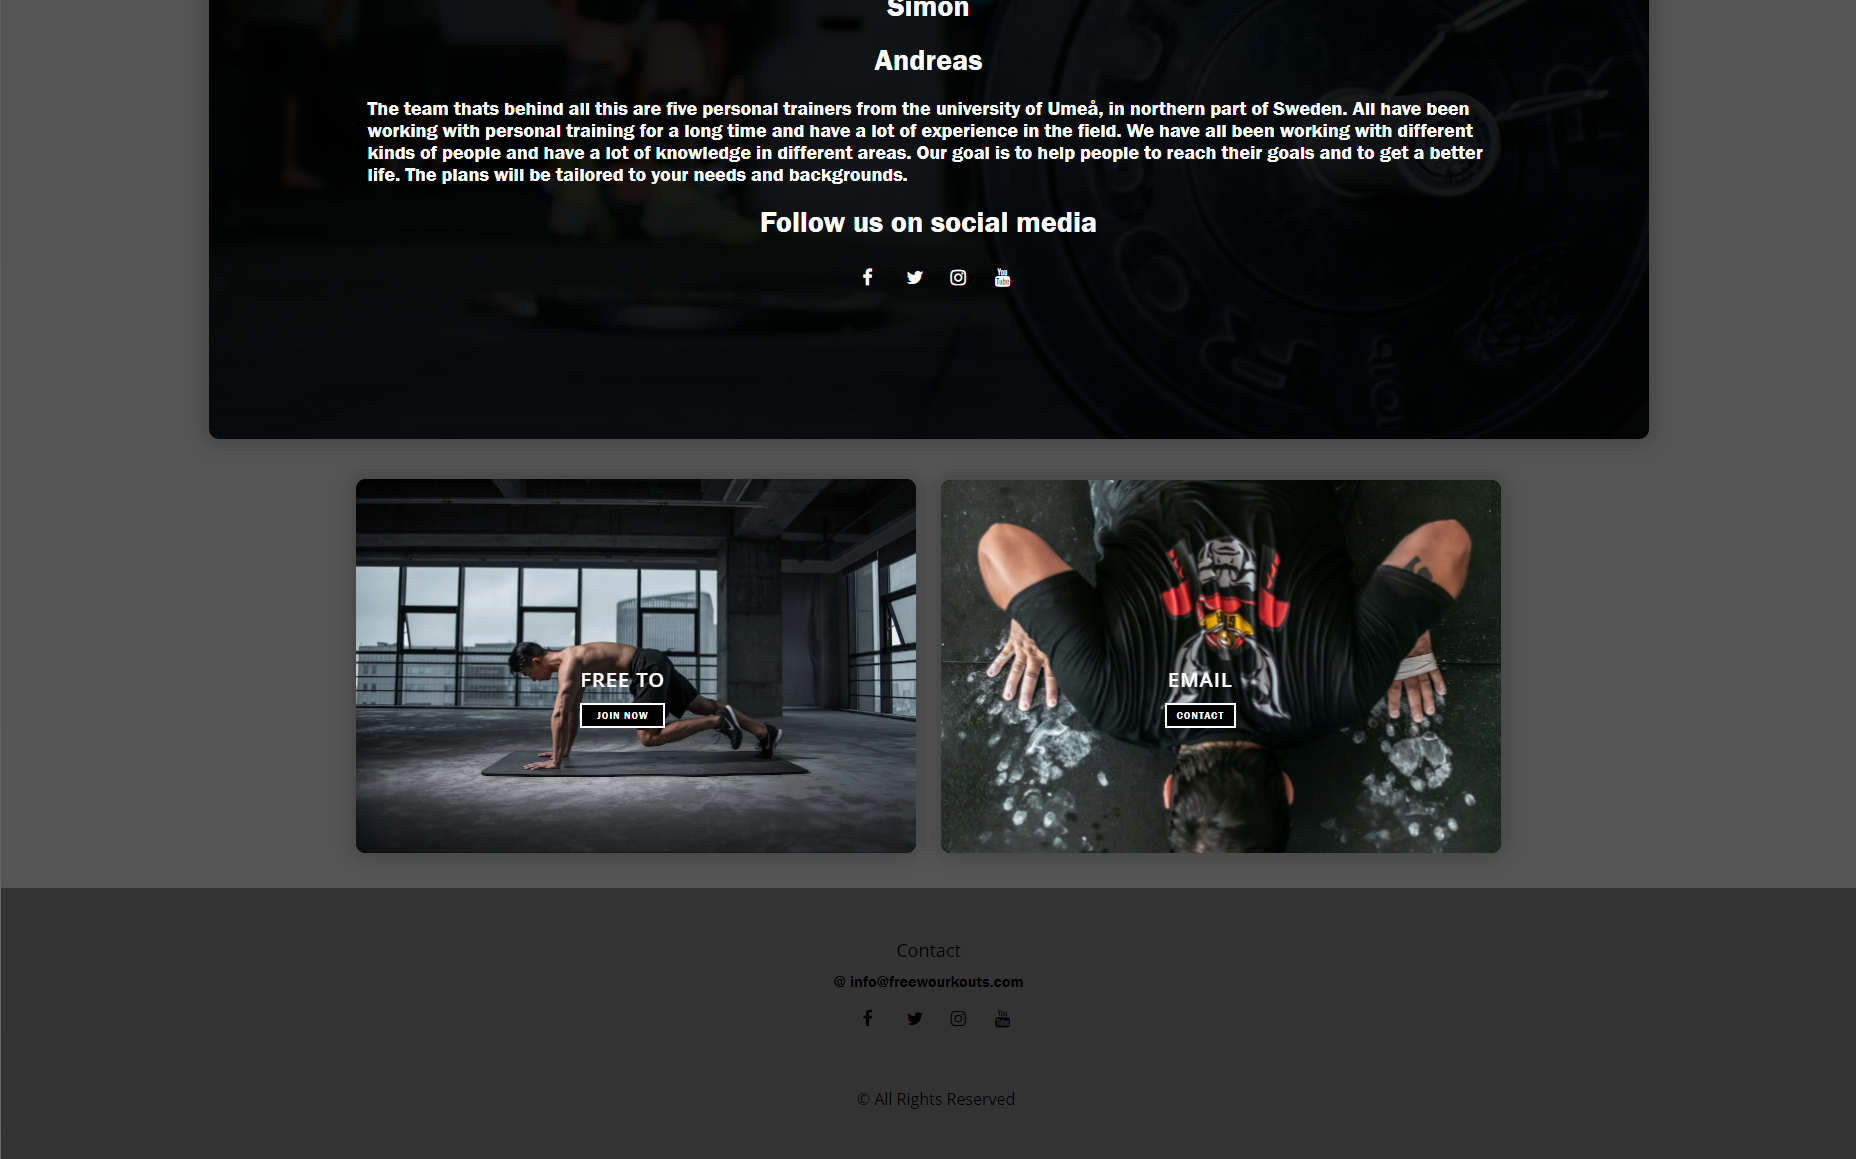 Simon
Andreas
The team thats behind all this are five personal trainers from the university of Umeå, in northern part of Sweden. All have been
working with personal training for a long time and have a lot of experience in the field. We have all been working with different
kinds of people and have a lot of knowledge in different areas. Our goal is to help people to reach their goals and to get a better
life. The plans will be tailored to your needs and backgrounds.
Follow us on social media
You
Tube
FREE TO
JOIN NOW
EMAIL
CONTACT
Contact
@ info@freewourkouts.com
You
Tube
© All Rights Reserved